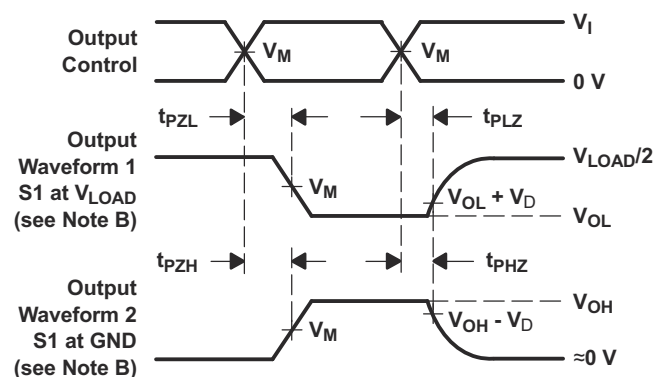 Output
Control
V_I
V_M
V_M
0 V
t_PZL
t_PLZ
Output
Waveform 1
S1 at V_LOAD
(see Note B)
V_LOAD/2
V_M
V_OL + V_D
V_OL
t_PZH
t_PHZ
Output
Waveform 2
S1 at GND
(see Note B)
V_OH
V_OH - V_D
V_M
≈0 V